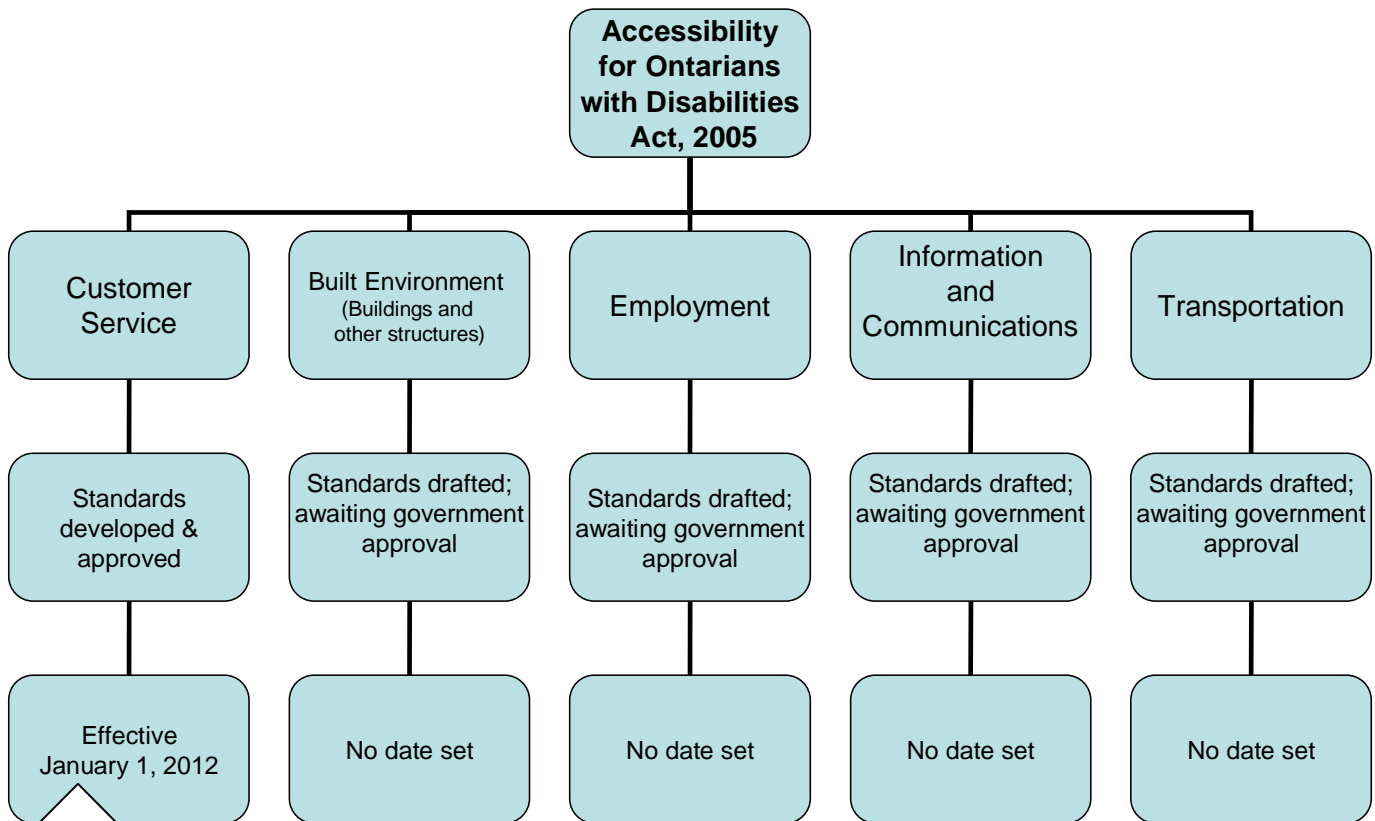 Accessibility
for Ontarians
with Disabilities
Act, 2005
Customer
Service
Built Environment
(Buildings and
other structures)
Employment
Information
and
Communications
Transportation
Standards
developed &
approved
Standards drafted;
awaiting government
approval
Standards drafted;
awaiting government
approval
Standards drafted;
awaiting government
approval
Standards drafted;
awaiting government
approval
Effective
January 1, 2012
No date set
No date set
No date set
No date set